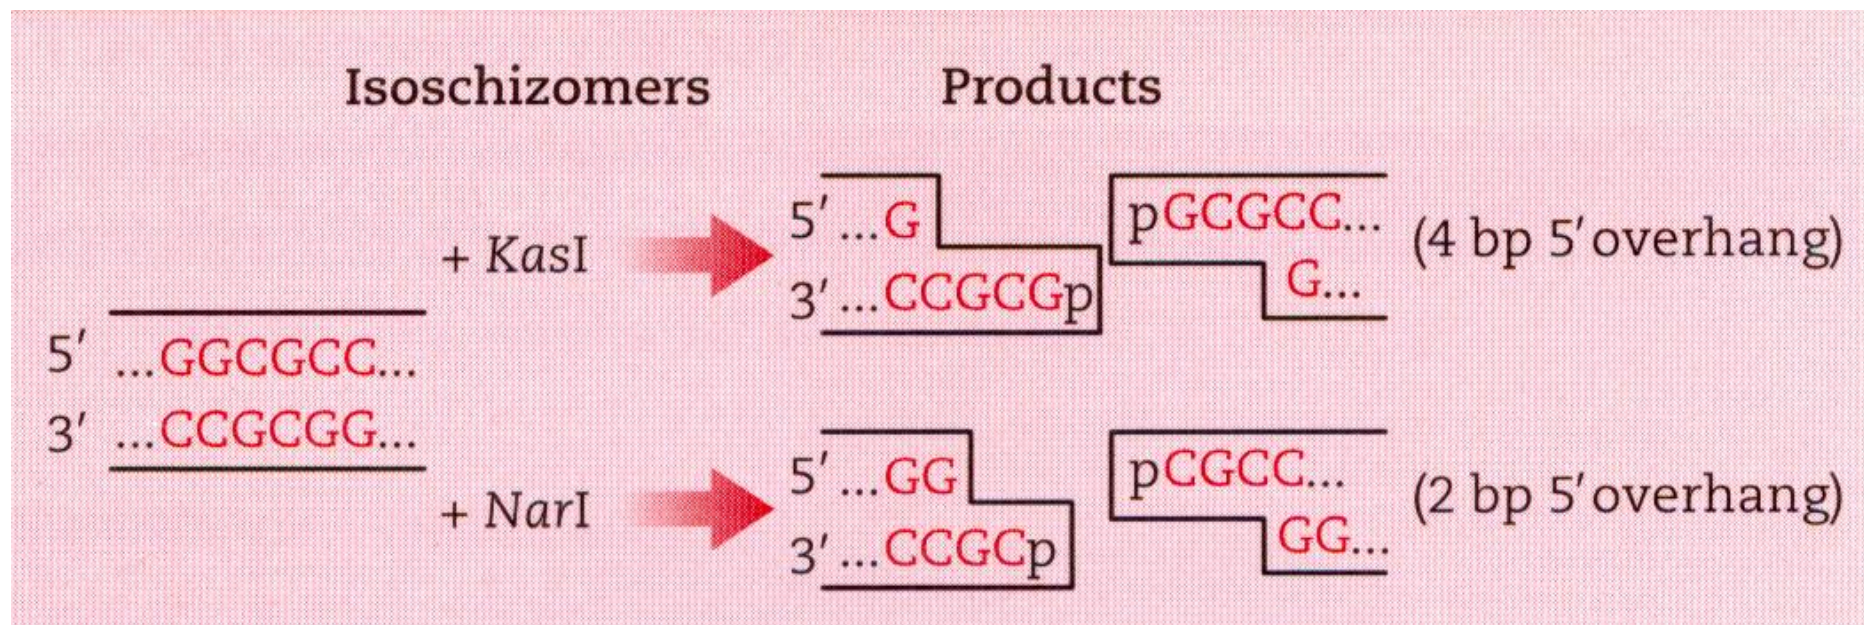 Isoschizomers Products
5′ ...G pGCGCC... (4 bp 5′overhang)
+ KasI
3′ ...CCGCGp G...
5′ ...GGCGCC...
3′ ...CCGCGG...
5′ ...GG pCGCC... (2 bp 5′overhang)
+ NarI
3′ ...CCGCp GG...